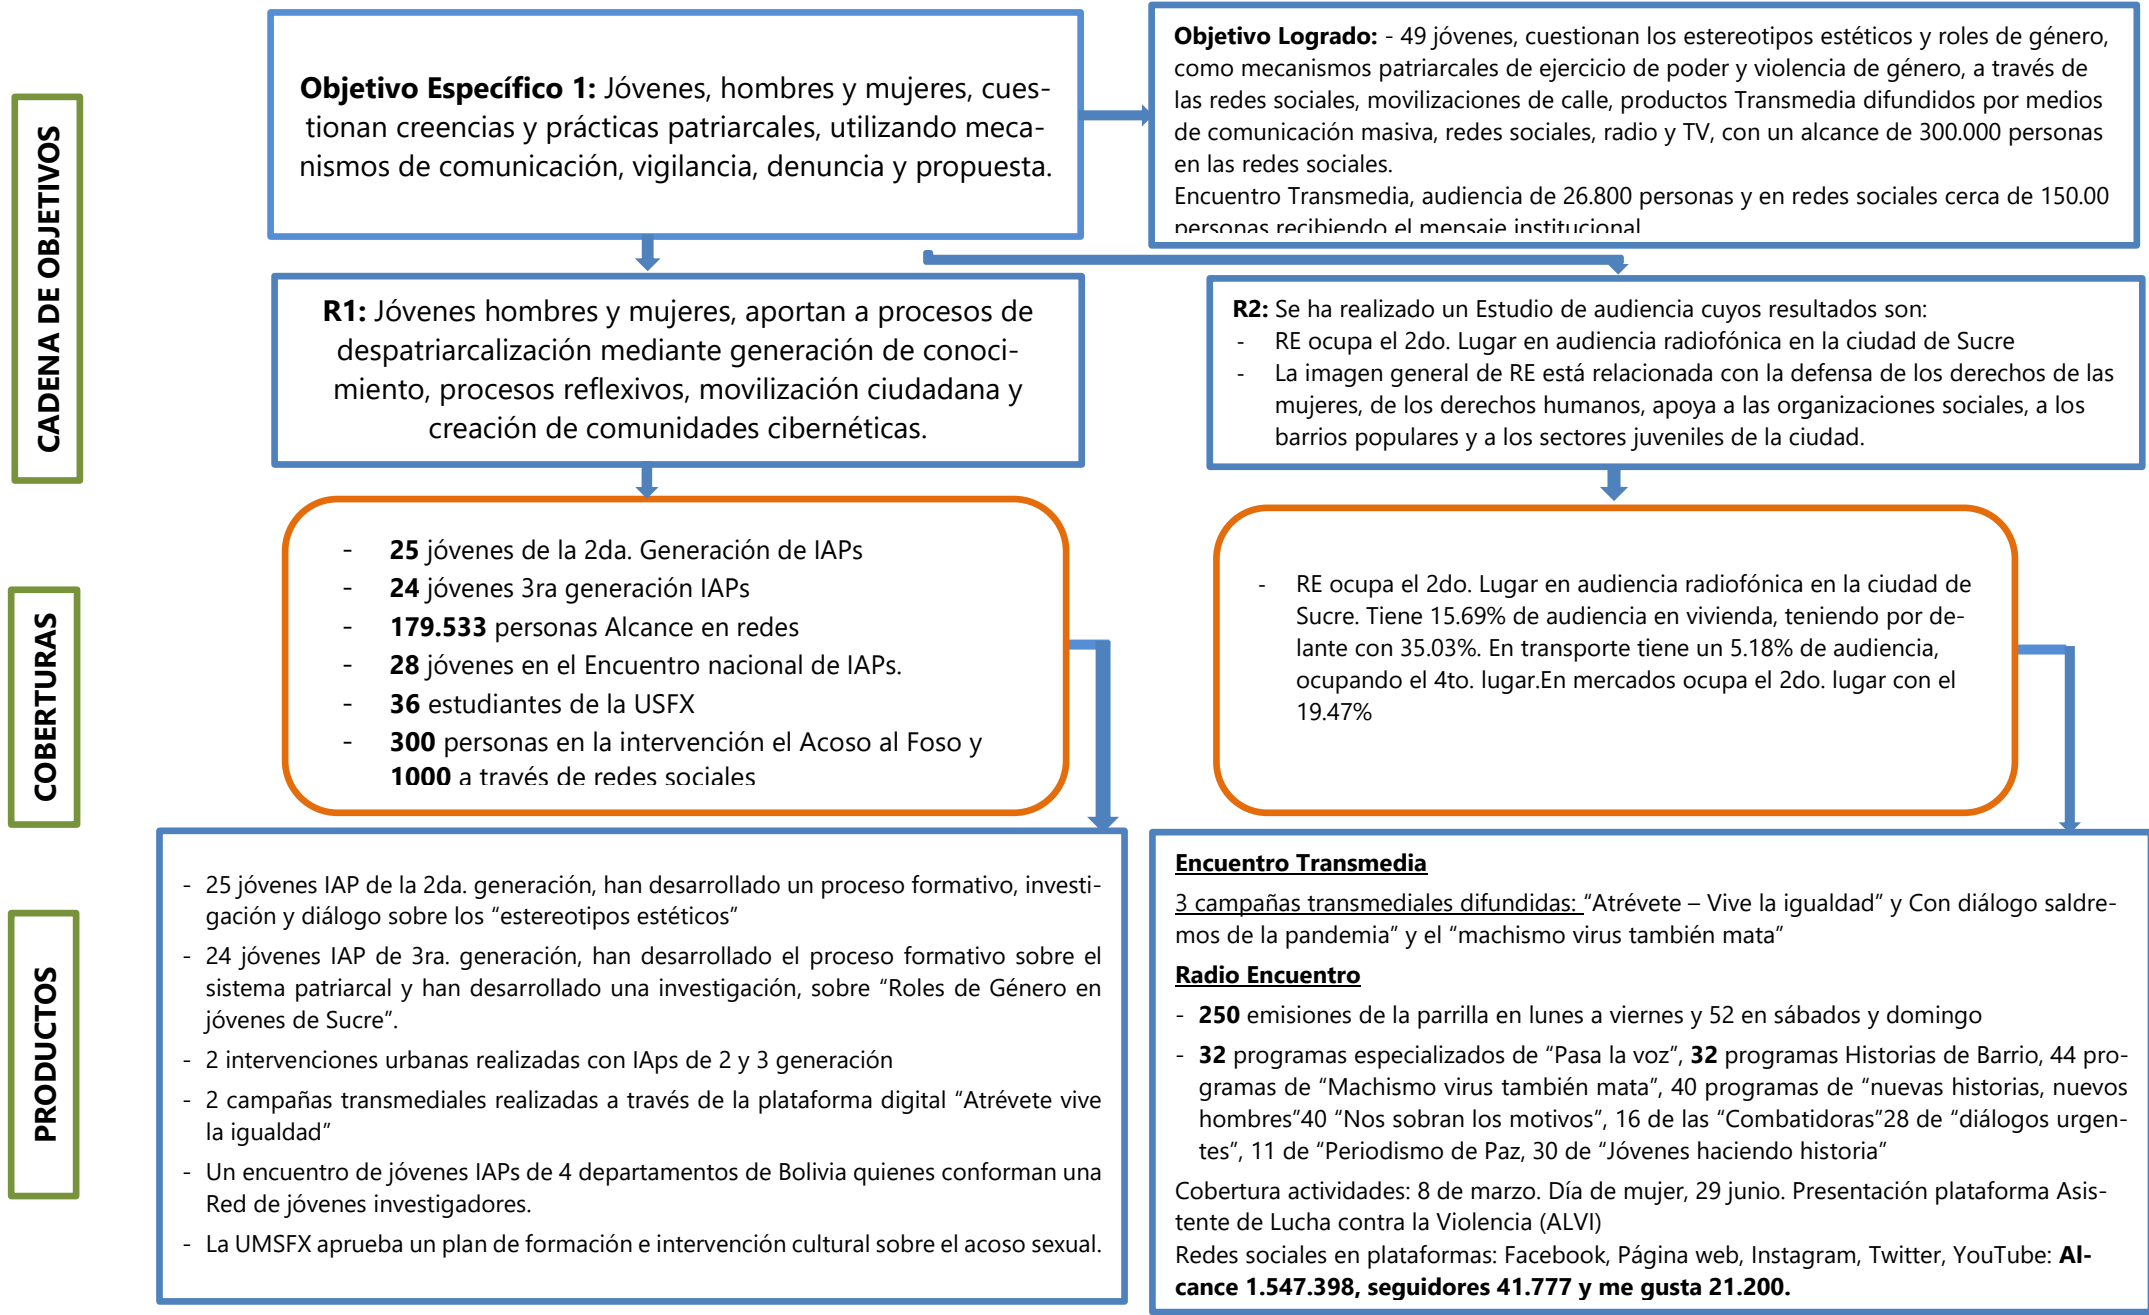 CADENA DE OBJETIVOS
Objetivo Específico 1: Jóvenes, hombres y mujeres, cues-
tionan creencias y prácticas patriarcales, utilizando meca-
nismos de comunicación, vigilancia, denuncia y propuesta.
Objetivo Logrado: - 49 jóvenes, cuestionan los estereotipos estéticos y roles de género,
como mecanismos patriarcales de ejercicio de poder y violencia de género, a través de
las redes sociales, movilizaciones de calle, productos Transmedia difundidos por medios
de comunicación masiva, redes sociales, radio y TV, con un alcance de 300.000 personas
en las redes sociales.
Encuentro Transmedia, audiencia de 26.800 personas y en redes sociales cerca de 150.00
personas recibiendo el mensaje institucional
R1: Jóvenes hombres y mujeres, aportan a procesos de
despatriarcalización mediante generación de conoci-
miento, procesos reflexivos, movilización ciudadana y
creación de comunidades cibernéticas.
R2: Se ha realizado un Estudio de audiencia cuyos resultados son:
- RE ocupa el 2do. Lugar en audiencia radiofónica en la ciudad de Sucre
- La imagen general de RE está relacionada con la defensa de los derechos de las
mujeres, de los derechos humanos, apoya a las organizaciones sociales, a los
barrios populares y a los sectores juveniles de la ciudad.
COBERTURAS
- 25 jóvenes de la 2da. Generación de IAPs
- 24 jóvenes 3ra generación IAPs
- 179.533 personas Alcance en redes
- 28 jóvenes en el Encuentro nacional de IAPs.
- 36 estudiantes de la USFX
- 300 personas en la intervención el Acoso al Foso y
1000 a través de redes sociales
- RE ocupa el 2do. Lugar en audiencia radiofónica en la ciudad de
Sucre. Tiene 15.69% de audiencia en vivienda, teniendo por de-
lante con 35.03%. En transporte tiene un 5.18% de audiencia,
ocupando el 4to. lugar.En mercados ocupa el 2do. lugar con el
19.47%
PRODUCTOS
- 25 jóvenes IAP de la 2da. generación, han desarrollado un proceso formativo, investi-
gación y diálogo sobre los “estereotipos estéticos”
- 24 jóvenes IAP de 3ra. generación, han desarrollado el proceso formativo sobre el
sistema patriarcal y han desarrollado una investigación, sobre “Roles de Género en
jóvenes de Sucre”.
- 2 intervenciones urbanas realizadas con IAps de 2 y 3 generación
- 2 campañas transmediales realizadas a través de la plataforma digital “Atrévete vive
la igualdad”
- Un encuentro de jóvenes IAPs de 4 departamentos de Bolivia quienes conforman una
Red de jóvenes investigadores.
- La UMSFX aprueba un plan de formación e intervención cultural sobre el acoso sexual.
Encuentro Transmedia
3 campañas transmediales difundidas: “Atrévete – Vive la igualdad” y Con diálogo saldre-
mos de la pandemia” y el “machismo virus también mata”
Radio Encuentro
- 250 emisiones de la parrilla en lunes a viernes y 52 en sábados y domingo
- 32 programas especializados de “Pasa la voz”, 32 programas Historias de Barrio, 44 pro-
gramas de “Machismo virus también mata”, 40 programas de “nuevas historias, nuevos
hombres”40 “Nos sobran los motivos”, 16 de las “Combatidoras”28 de “diálogos urgen-
tes”, 11 de “Periodismo de Paz, 30 de “Jóvenes haciendo historia”
Cobertura actividades: 8 de marzo. Día de mujer, 29 junio. Presentación plataforma Asis-
tente de Lucha contra la Violencia (ALVI)
Redes sociales en plataformas: Facebook, Página web, Instagram, Twitter, YouTube: Al-
cance 1.547.398, seguidores 41.777 y me gusta 21.200.